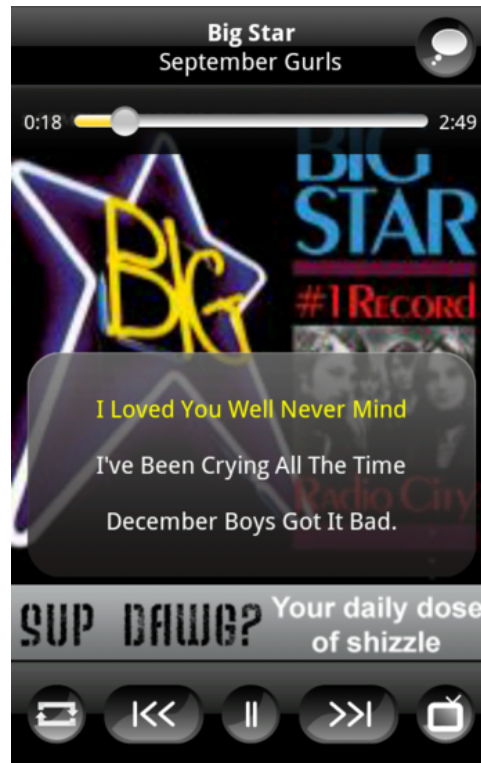 Big Star
September Gurls
0:18
2:49
BIG
BIG
STAR
#1 RECORD
I Loved You Well Never Mind
I've Been Crying All The Time
Radio City
December Boys Got It Bad.
SUP DAWG?
Your daily dose
of shizzle